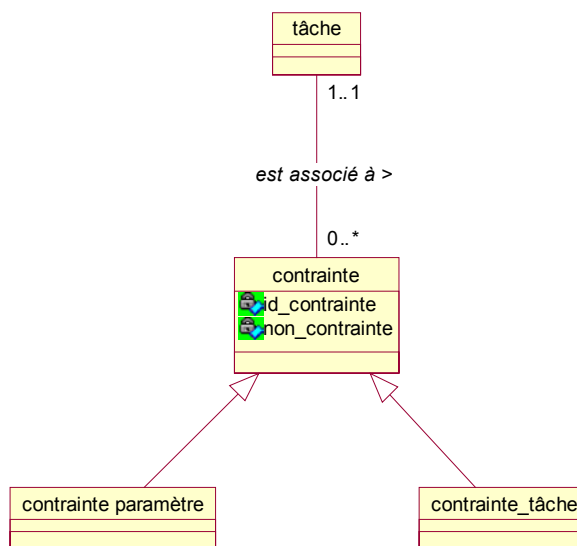 tâche
1..1
est associé à >
0..*
contrainte
id_contrainte
non_contrainte
contrainte paramètre
contrainte_tâche